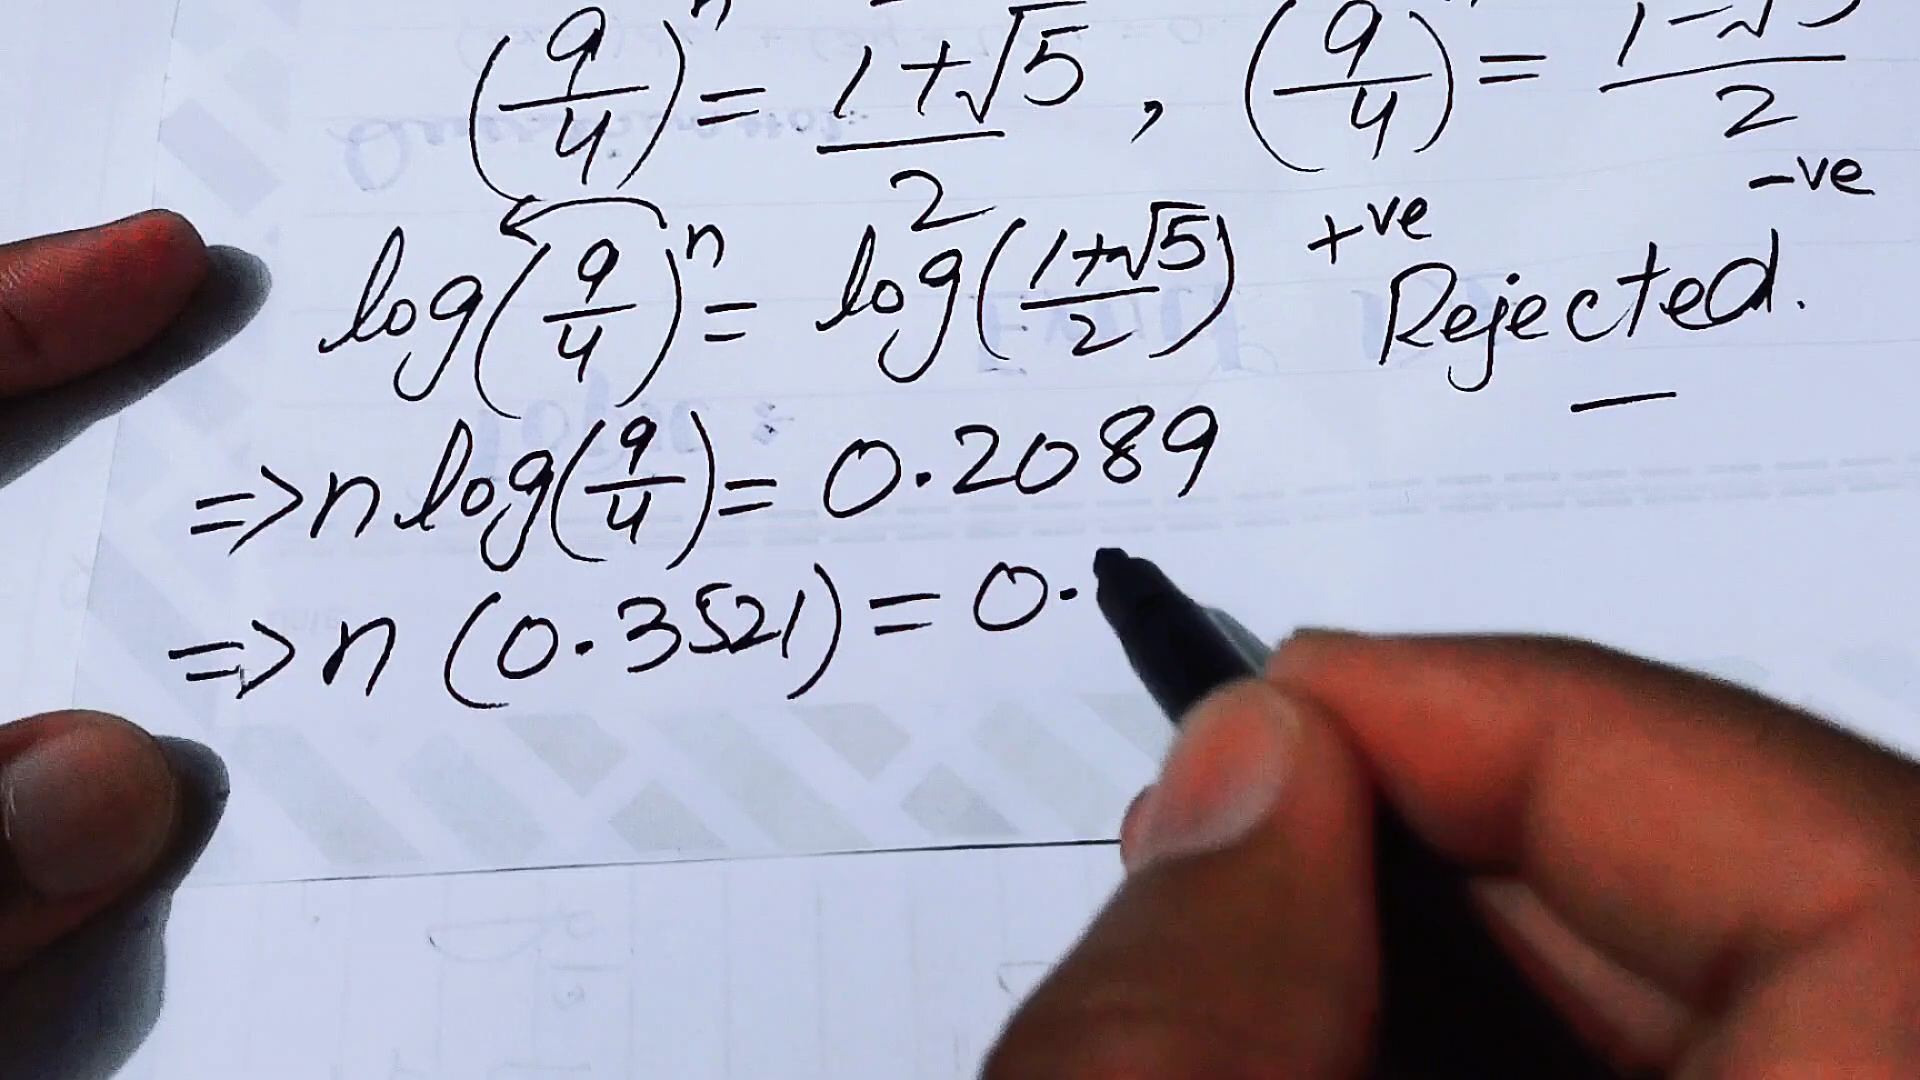 (9/4)^n = (1+√5)/2 , (9/4) = (1-√5)/2
+ve -ve
log(9/4)^n = log((1+√5)/2) Rejected.
=> n log(9/4) = 0.2089
=> n (0.3521) = 0.